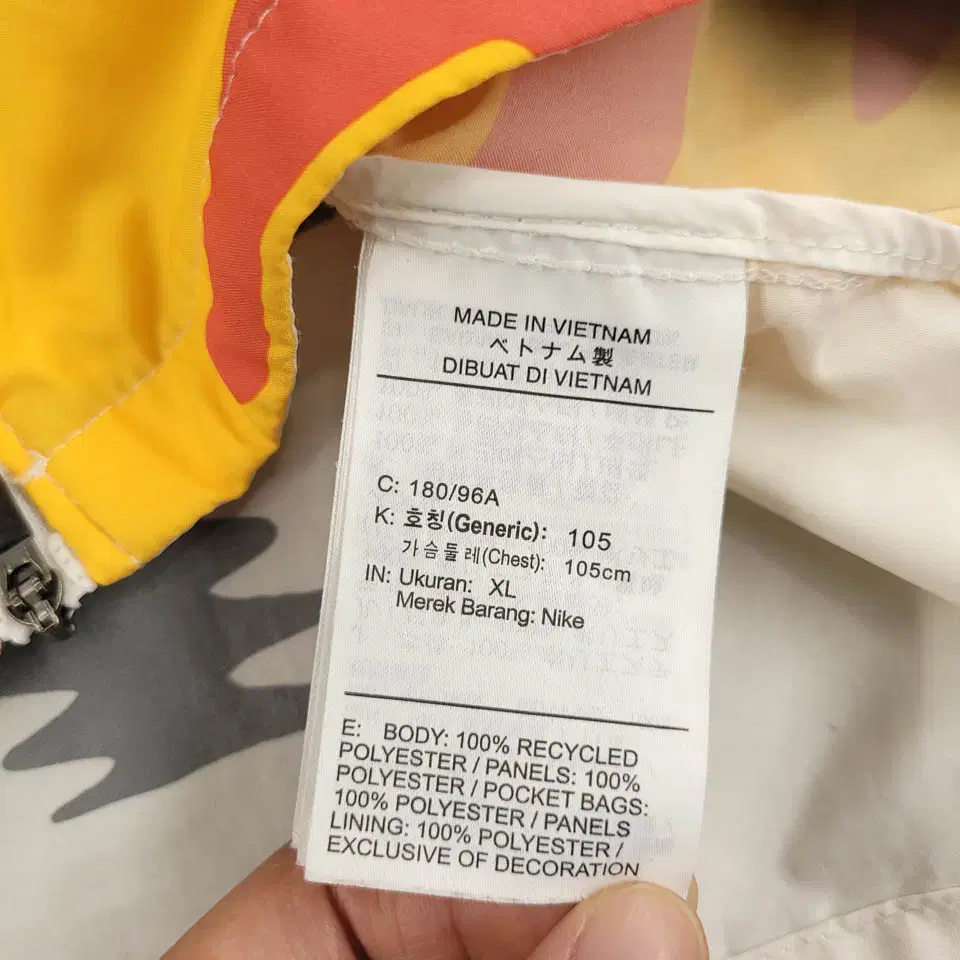 MADE IN VIETNAM
ベトナム製
DIBUAT DI VIETNAM
C: 180/96A
K: 호칭(Generic): 105
가슴둘레(Chest): 105cm
IN: Ukuran: XL
Merek Barang: Nike
E: BODY: 100% RECYCLED
POLYESTER / PANELS: 100%
POLYESTER / POCKET BAGS:
100% POLYESTER / PANELS
LINING: 100% POLYESTER /
EXCLUSIVE OF DECORATION